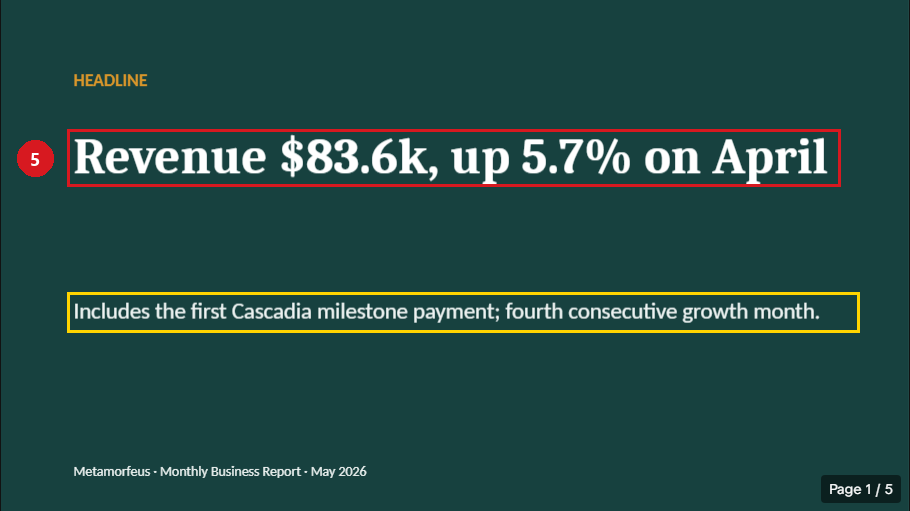 HEADLINE
5
Revenue $83.6k, up 5.7% on April
Includes the first Cascadia milestone payment; fourth consecutive growth month.
Metamorfeus · Monthly Business Report · May 2026
Page 1 / 5